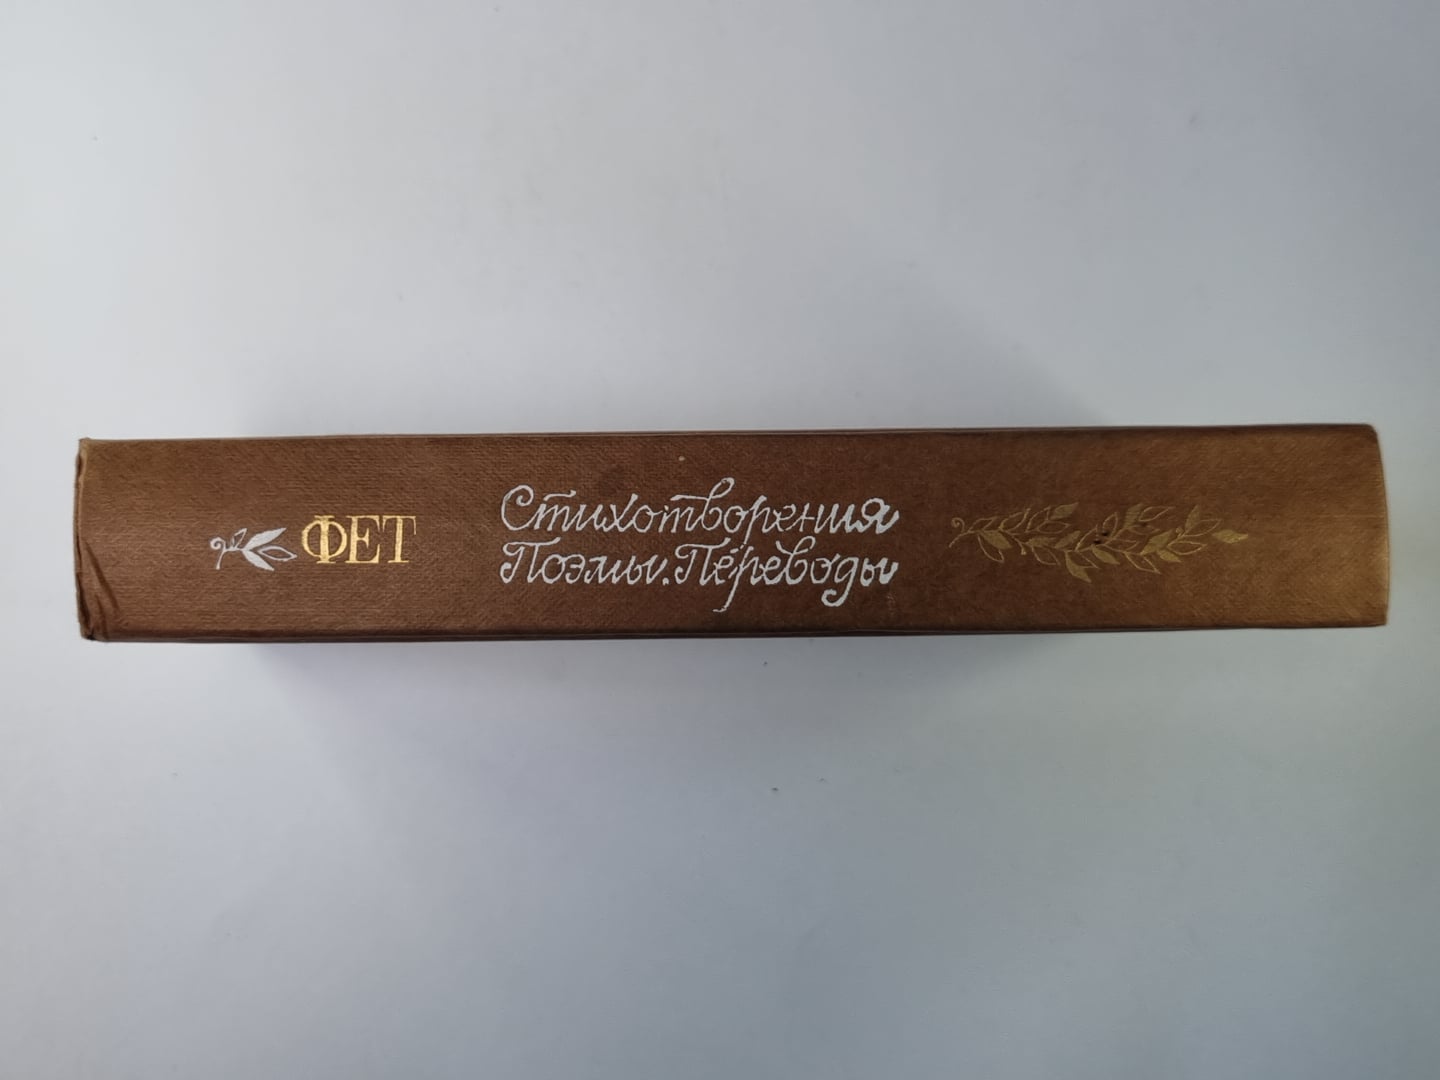 ФЕТ
Стихотворения
Поэмы. Переводы